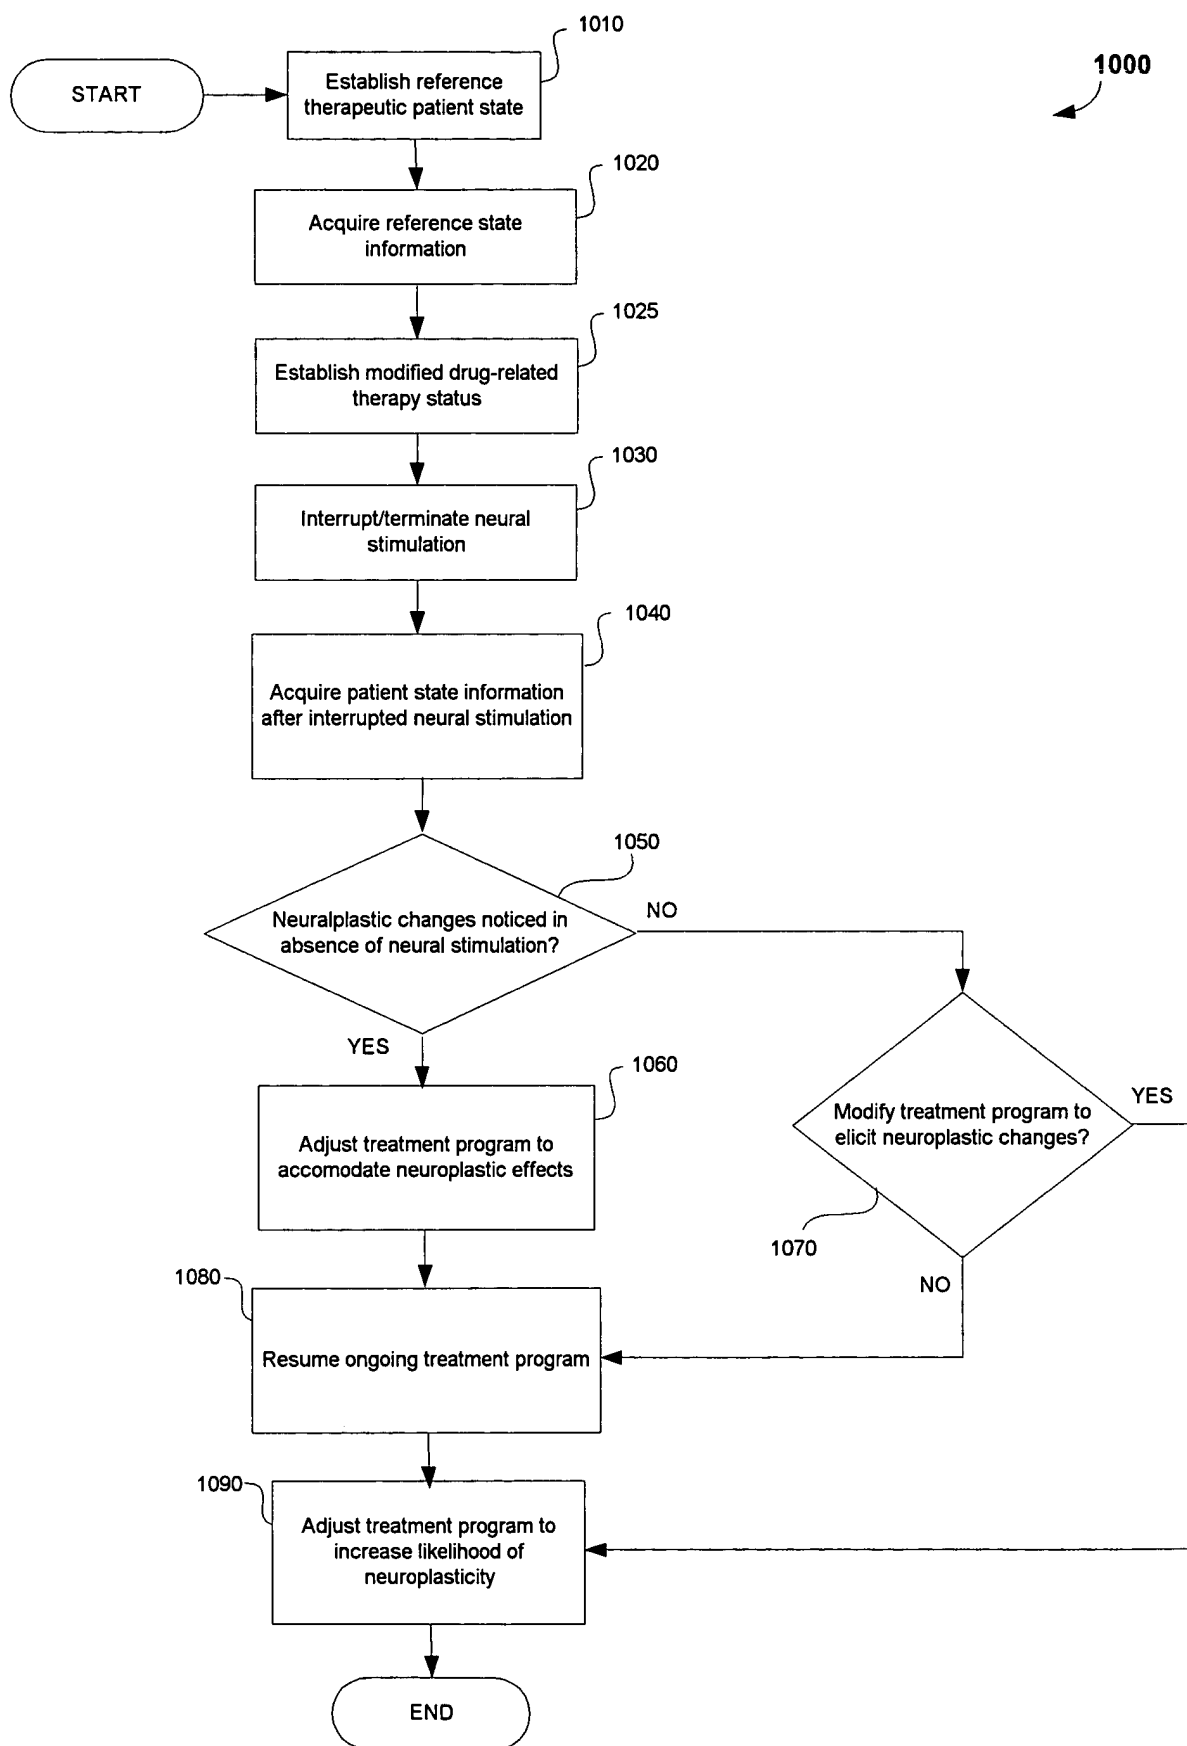 1010
1000
START
Establish reference
therapeutic patient state
1020
Acquire reference state
information
1025
Establish modified drug-related
therapy status
1030
Interrupt/terminate neural
stimulation
1040
Acquire patient state information
after interrupted neural stimulation
1050
Neuralplastic changes noticed in
absence of neural stimulation?
NO
YES
1060
Adjust treatment program to
accomodate neuroplastic effects
Modify treatment program to
elicit neuroplastic changes?
YES
1070
NO
1080
Resume ongoing treatment program
1090
Adjust treatment program to
increase likelihood of
neuroplasticity
END